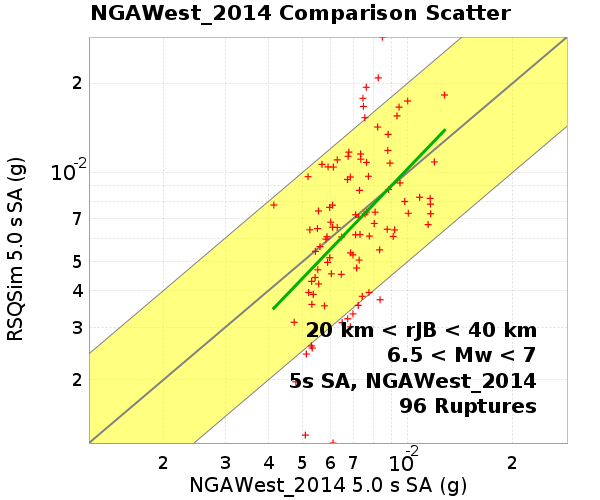 NGAWest_2014 Comparison Scatter
RSQSim 5.0 s SA (g)
2
10-2
7
5
4
3
2
20 km < rJB < 40 km
6.5 < Mw < 7
5s SA, NGAWest_2014
96 Ruptures
2 3 4 5 6 7 10-2 2
NGAWest_2014 5.0 s SA (g)